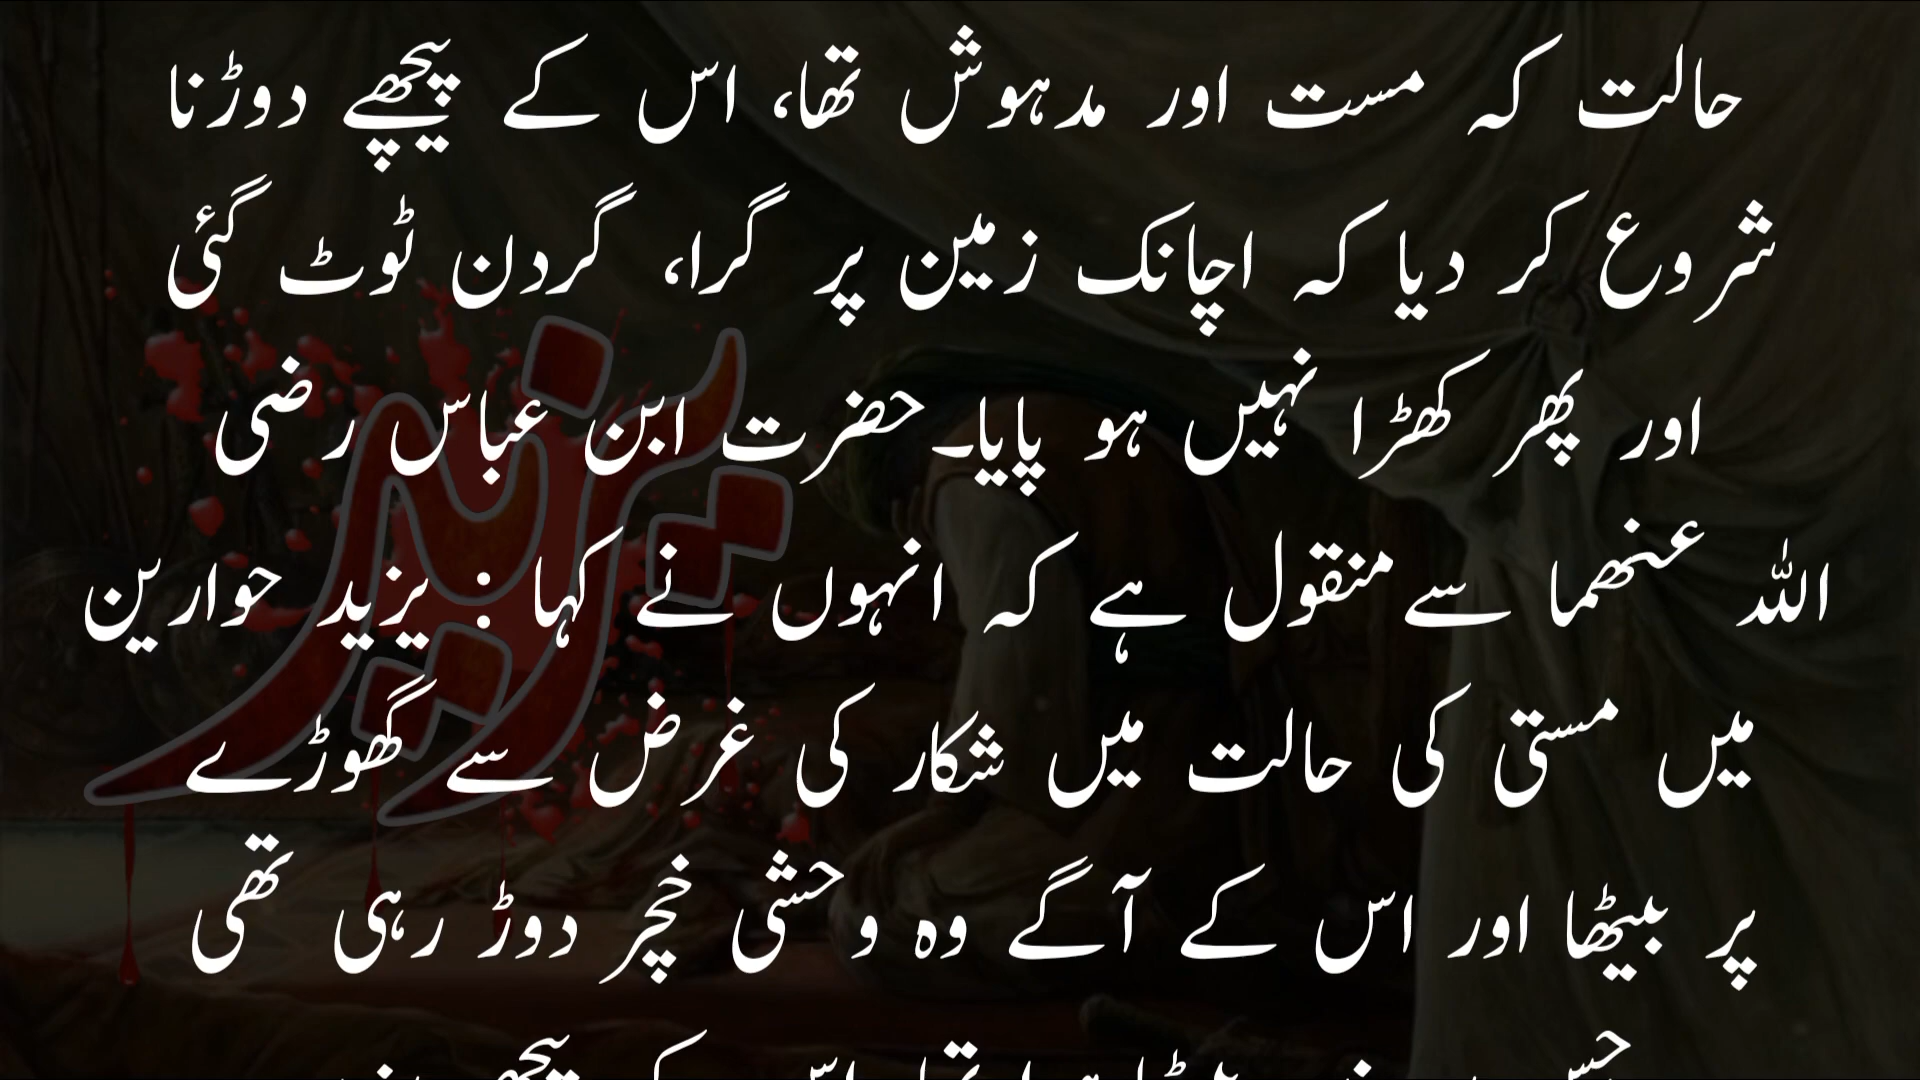 حالت کہ مست اور مدہوش تھا، اس کے پیچھے دوڑنا
شروع کر دیا کہ اچانک زمین پر گرا، گردن ٹوٹ گئی
اور پھر کھڑا نہیں ہو پایا۔ حضرت ابن عباس رضی
اللہ عنھما سے منقول ہے کہ انہوں نے کہا : یزید حوارین
میں مستی کی حالت میں شکار کی غرض سے گھوڑے
پر بیٹھا اور اس کے آگے وہ وحشی خچر دوڑ رہی تھی
یزید